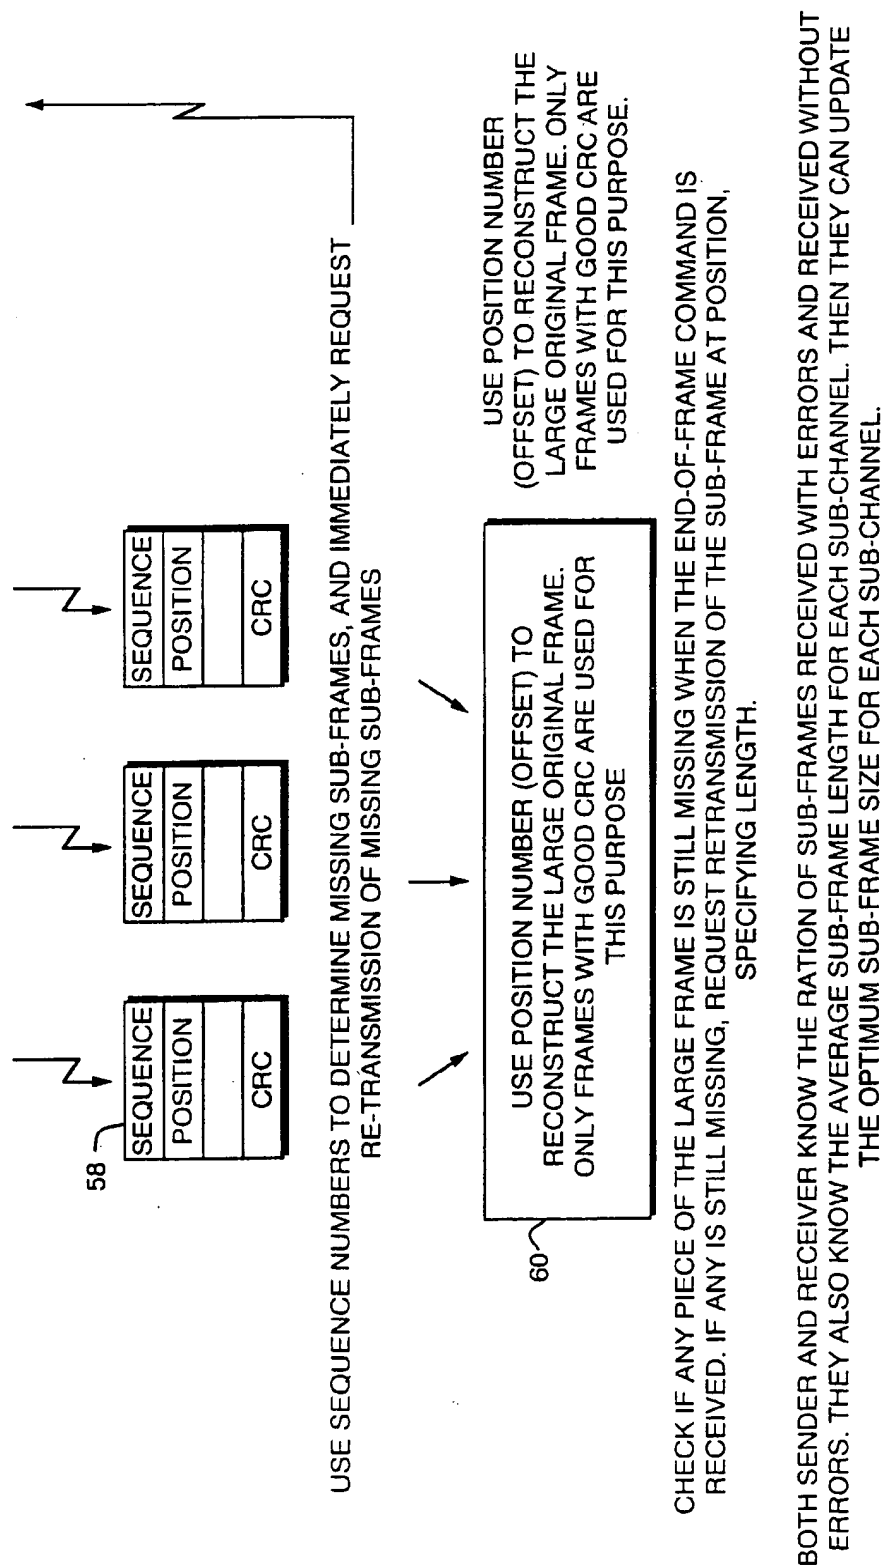 58
SEQUENCE
POSITION
CRC
SEQUENCE
POSITION
CRC
SEQUENCE
POSITION
CRC
USE SEQUENCE NUMBERS TO DETERMINE MISSING SUB-FRAMES, AND IMMEDIATELY REQUEST
RE-TRANSMISSION OF MISSING SUB-FRAMES
60
USE POSITION NUMBER (OFFSET) TO
RECONSTRUCT THE LARGE ORIGINAL FRAME.
ONLY FRAMES WITH GOOD CRC ARE USED FOR
THIS PURPOSE
USE POSITION NUMBER
(OFFSET) TO RECONSTRUCT THE
LARGE ORIGINAL FRAME. ONLY
FRAMES WITH GOOD CRC ARE
USED FOR THIS PURPOSE.
CHECK IF ANY PIECE OF THE LARGE FRAME IS STILL MISSING WHEN THE END-OF-FRAME COMMAND IS
RECEIVED. IF ANY IS STILL MISSING, REQUEST RETRANSMISSION OF THE SUB-FRAME AT POSITION,
SPECIFYING LENGTH.
BOTH SENDER AND RECEIVER KNOW THE RATION OF SUB-FRAMES RECEIVED WITH ERRORS AND RECEIVED WITHOUT
ERRORS. THEY ALSO KNOW THE AVERAGE SUB-FRAME LENGTH FOR EACH SUB-CHANNEL. THEN THEY CAN UPDATE
THE OPTIMUM SUB-FRAME SIZE FOR EACH SUB-CHANNEL.